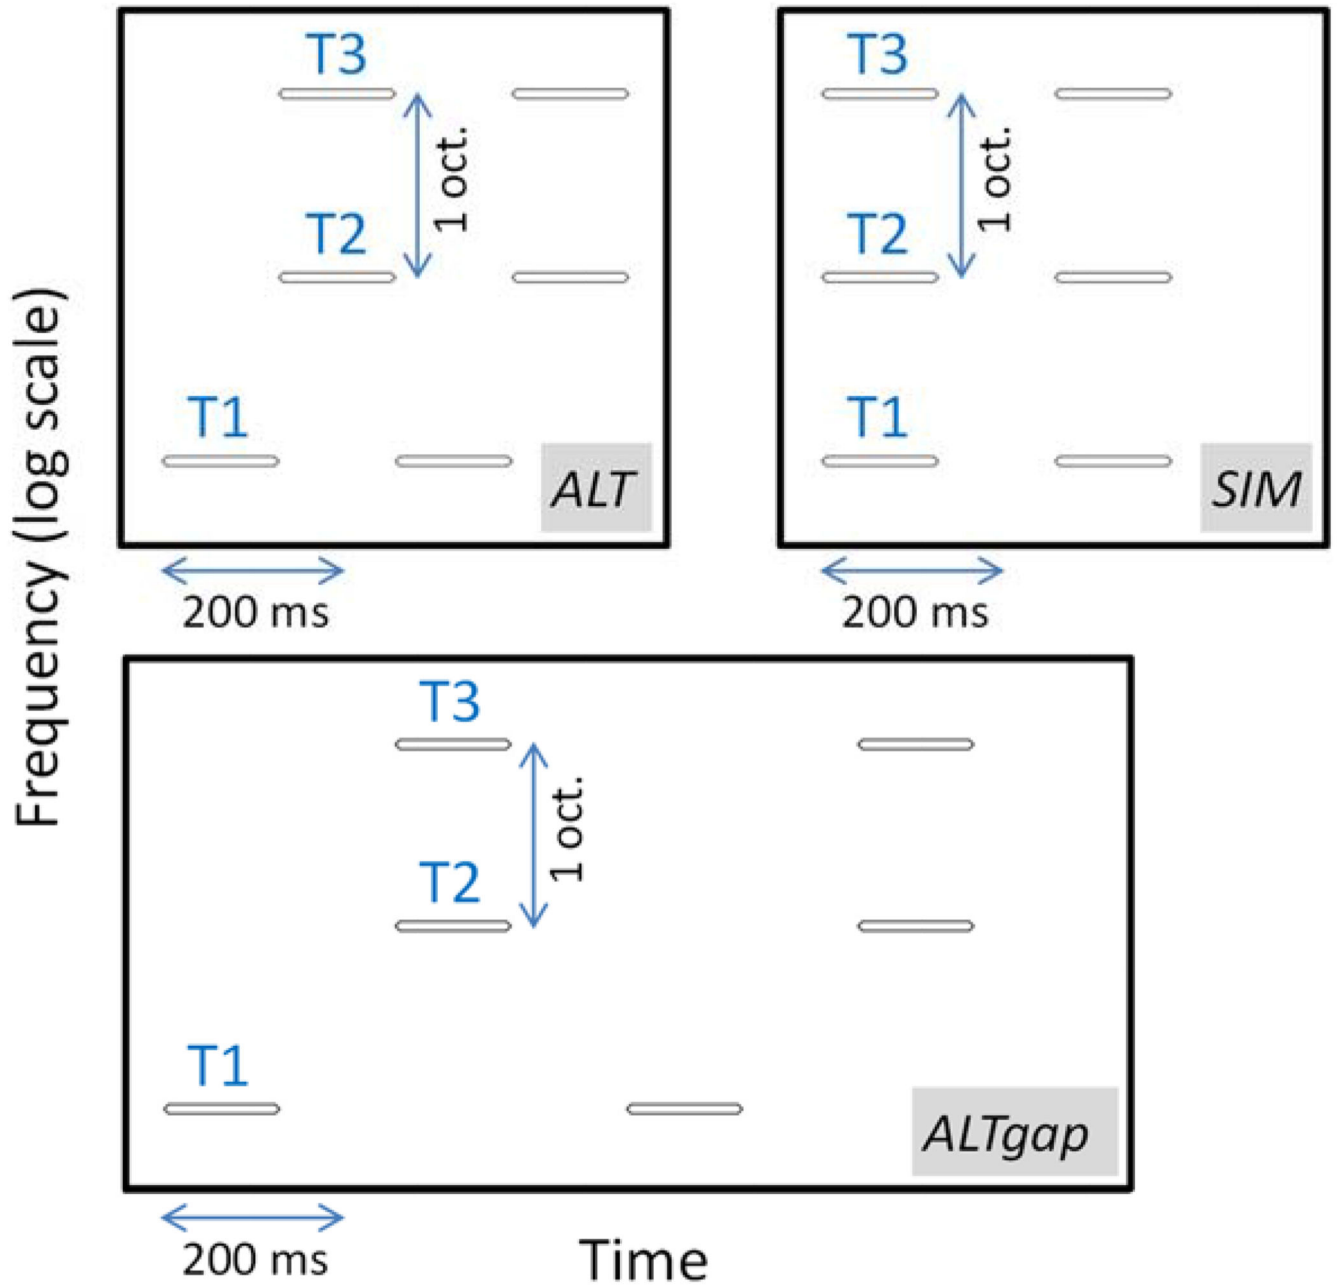 Frequency (log scale)
T3
1 oct.
T2
T1
ALT
200 ms
T3
1 oct.
T2
T1
SIM
200 ms
T3
1 oct.
T2
T1
ALTgap
200 ms
Time